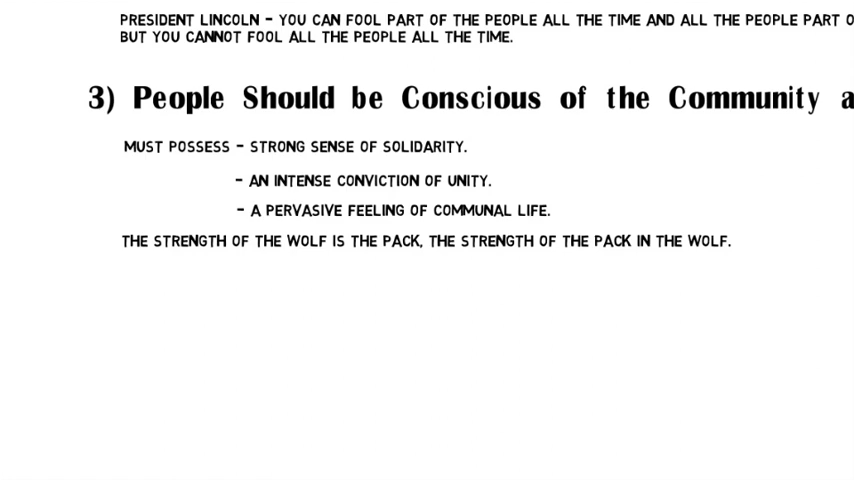 PRESIDENT LINCOLN - YOU CAN FOOL PART OF THE PEOPLE ALL THE TIME AND ALL THE PEOPLE PART
BUT YOU CANNOT FOOL ALL THE PEOPLE ALL THE TIME.
3) People Should be Conscious of the Community
MUST POSSESS - STRONG SENSE OF SOLIDARITY.
- AN INTENSE CONVICTION OF UNITY.
- A PERVASIVE FEELING OF COMMUNAL LIFE.
THE STRENGTH OF THE WOLF IS THE PACK, THE STRENGTH OF THE PACK IN THE WOLF.